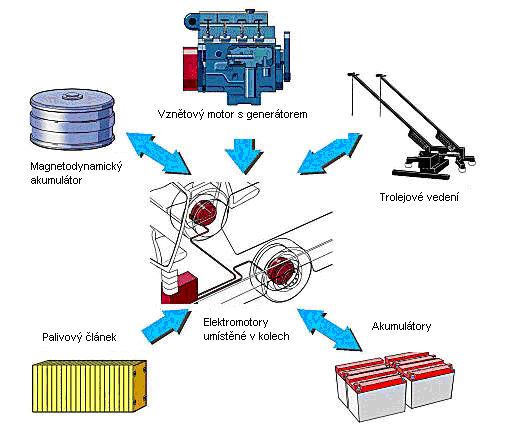 Vznětový motor s generátorem
Magnetodynamický
akumulátor
Trolejové vedení
Palivový článek
Elektromotory
umístěné v kolech
Akumulátory